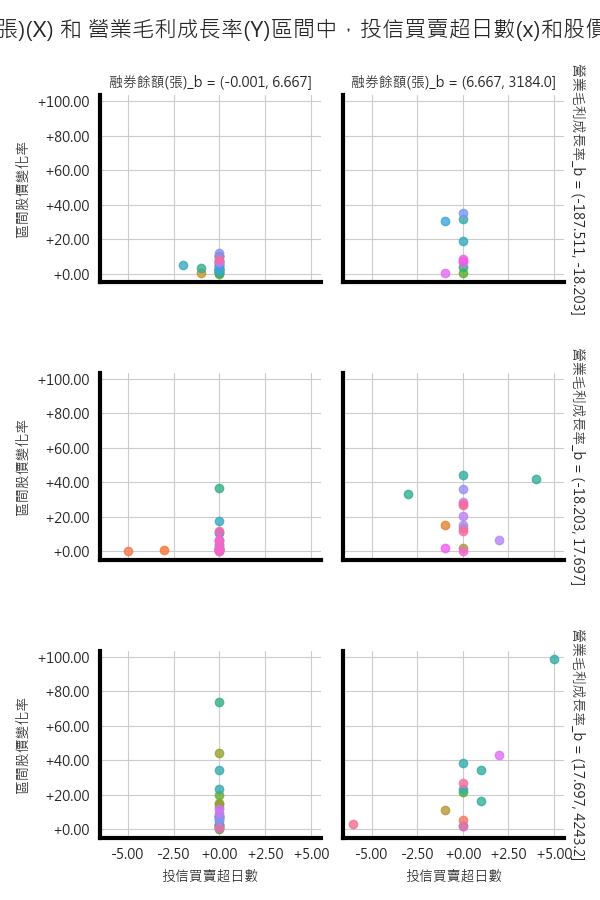 張)(X) 和 營業毛利成長率(Y)區間中，投信買賣超日數(x)和股價
融券餘額(張)_b = (-0.001, 6.667]
融券餘額(張)_b = (6.667, 3184.0]
區間股價變化率
+100.00
+80.00
+60.00
+40.00
+20.00
+0.00
營業毛利成長率_b = (-187.511, -18.203]
區間股價變化率
+100.00
+80.00
+60.00
+40.00
+20.00
+0.00
營業毛利成長率_b = (-18.203, 17.697]
區間股價變化率
+100.00
+80.00
+60.00
+40.00
+20.00
+0.00
營業毛利成長率_b = (17.697, 4243.2]
-5.00 -2.50 +0.00 +2.50 +5.00
-5.00 -2.50 +0.00 +2.50 +5.00
投信買賣超日數
投信買賣超日數